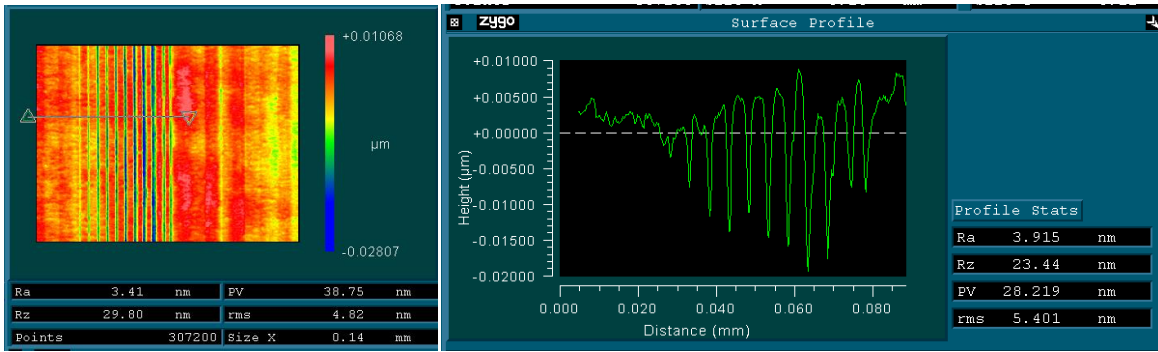 +0.01068
µm
-0.02807
Ra 3.41 nm PV 38.75 nm
Rz 29.80 nm rms 4.82 nm
Points 307200 Size X 0.14 mm
zygo Surface Profile
+0.01000
+0.00500
+0.00000
-0.00500
-0.01000
-0.01500
-0.02000
Height (µm)
0.000 0.020 0.040 0.060 0.080
Distance (mm)
Profile Stats
Ra 3.915 nm
Rz 23.44 nm
PV 28.219 nm
rms 5.401 nm